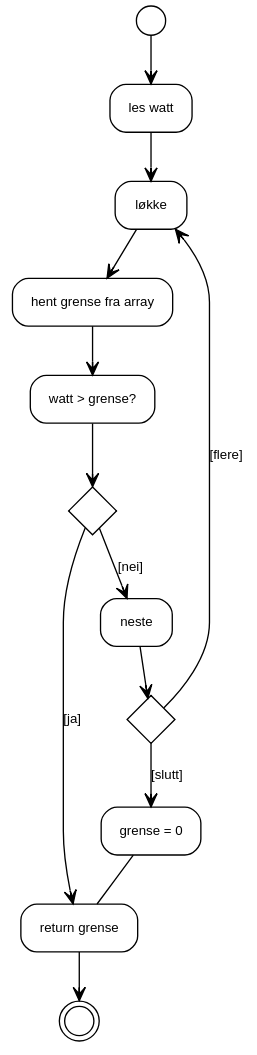 les watt
løkke
hent grense fra array
watt > grense?
[flere]
[nei]
neste
[ja]
[slutt]
grense = 0
return grense